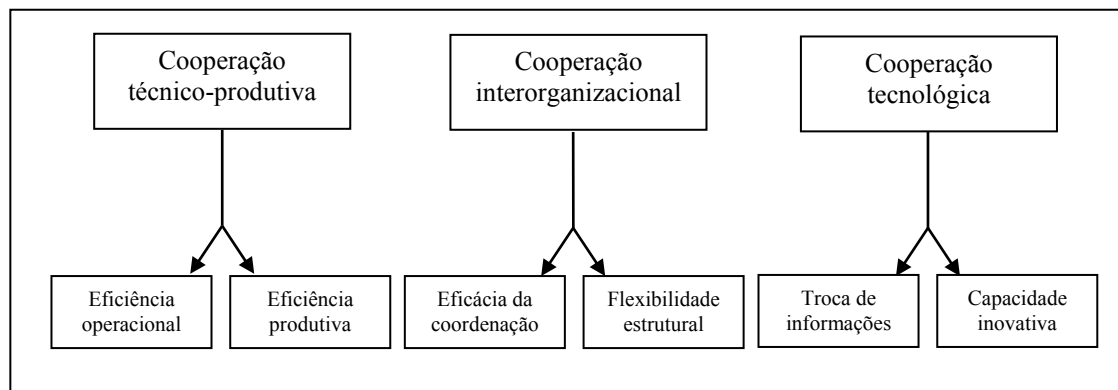 Cooperação
técnico-produtiva
Cooperação
interorganizacional
Cooperação
tecnológica
Eficiência
operacional
Eficiência
produtiva
Eficácia da
coordenação
Flexibilidade
estrutural
Troca de
informações
Capacidade
inovativa